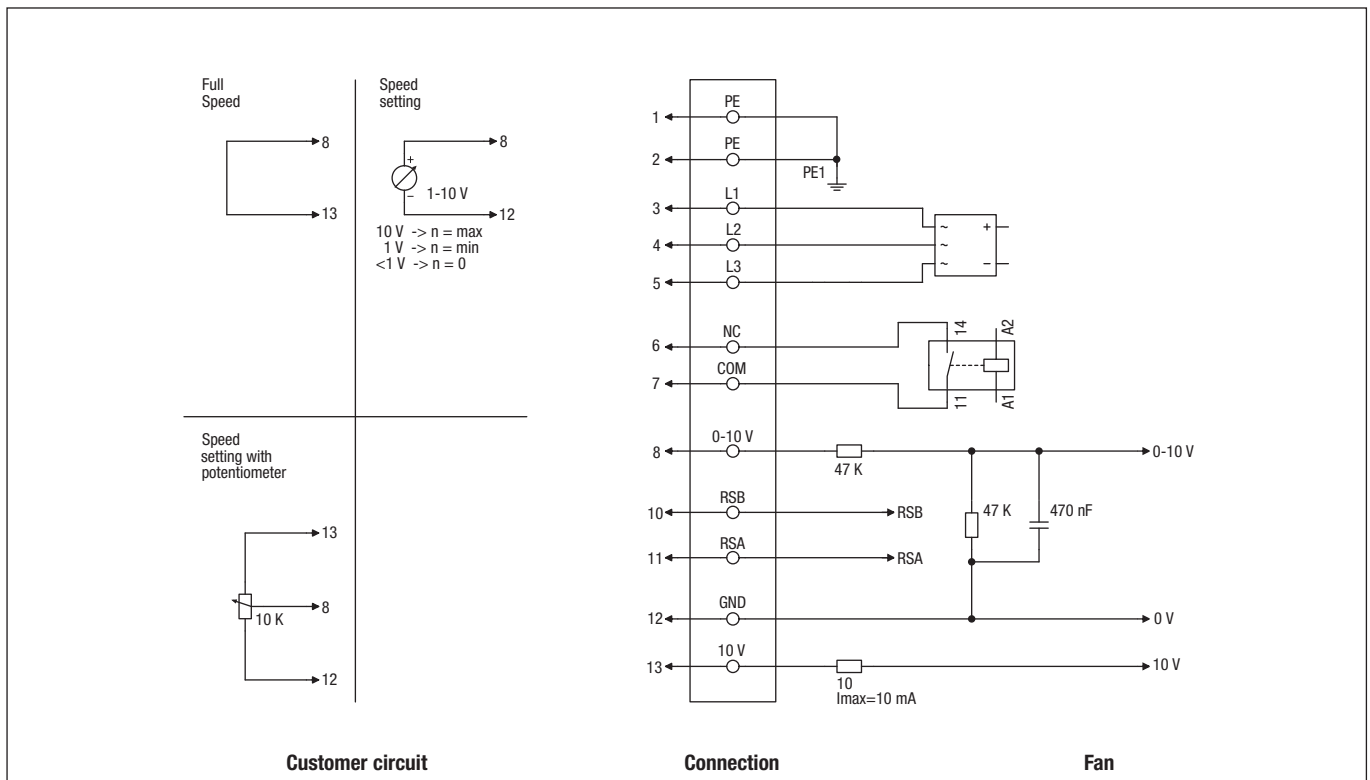 Full
Speed
8
13
Speed
setting
8
+
1-10 V
–
12
10 V -> n = max
1 V -> n = min
<1 V -> n = 0
Speed
setting with
potentiometer
13
8
10 K
12
1
PE
2
PE
PE1
3
L1
4
L2
5
L3
~ +
~
~ –
6
NC
7
COM
14
A2
11
A1
8
0-10 V
47 K
0-10 V
47 K
470 nF
10
RSB
RSB
11
RSA
RSA
12
GND
0 V
13
10 V
10
Imax=10 mA
10 V
Customer circuit
Connection
Fan